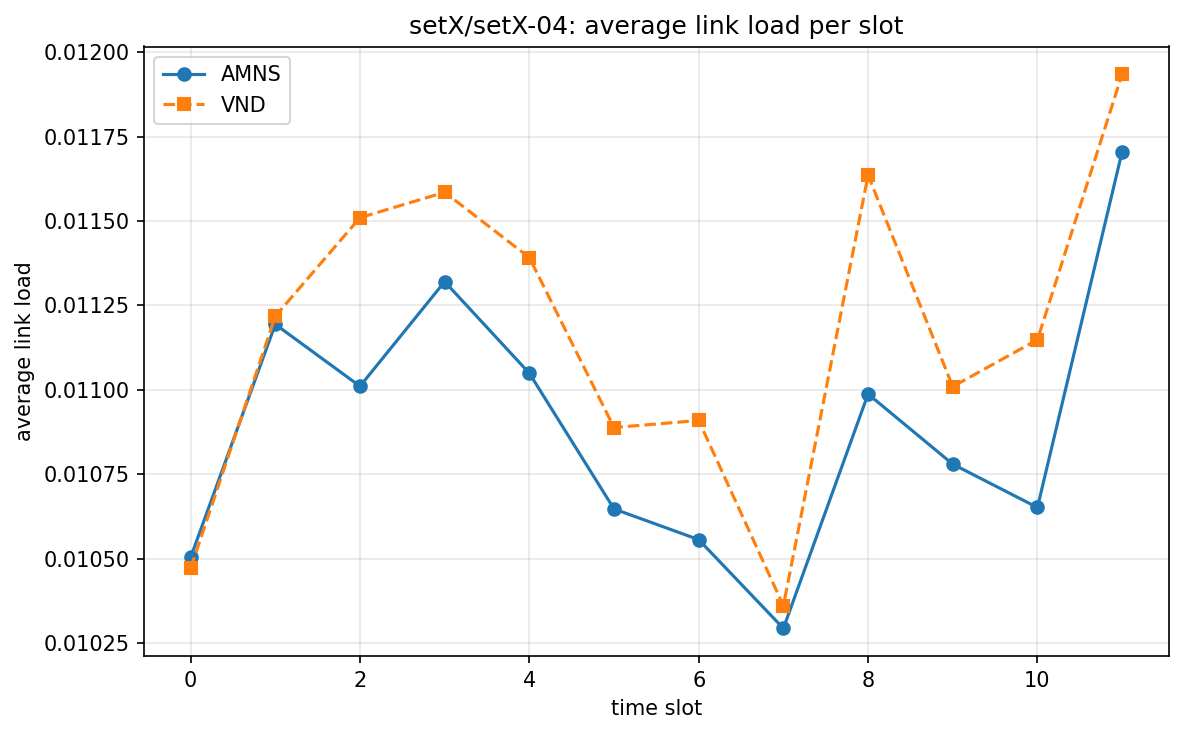 setX/setX-04: average link load per slot
AMNS
VND
0.01200
0.01175
0.01150
0.01125
0.01100
0.01075
0.01050
0.01025
average link load
0 2 4 6 8 10
time slot